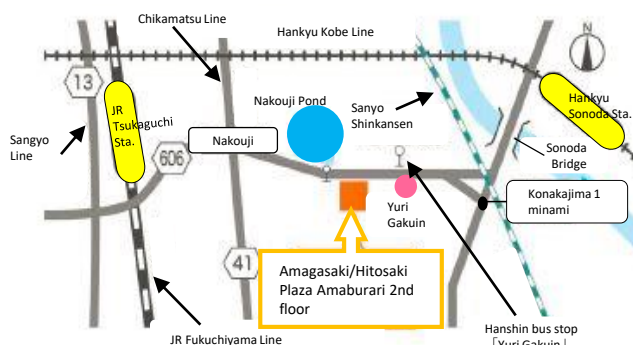 Chikamatsu Line
Hankyu Kobe Line
N
13
JR
Tsukaguchi
Sta.
Nakouji Pond
Sanyo
Shinkansen
Hankyu
Sonoda Sta.
Sangyo
Line
Nakouji
606
Sonoda
Bridge
Yuri
Gakuin
Konakajima 1
minami
41
Amagasaki/Hitosaki
Plaza Amaburari 2nd
floor
JR Fukuchiyama Line
Hanshin bus stop
「Yuri Gakuin」